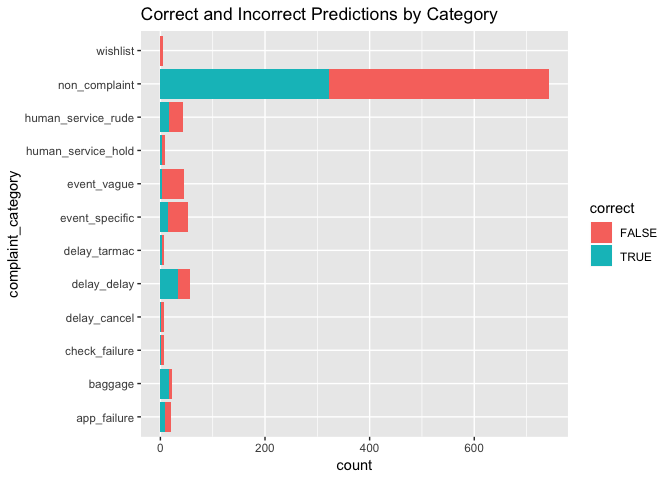 Correct and Incorrect Predictions by Category
complaint_category
wishlist
non_complaint
human_service_rude
human_service_hold
event_vague
event_specific
delay_tarmac
delay_delay
delay_cancel
check_failure
baggage
app_failure
0 200 400 600
count
correct
FALSE
TRUE